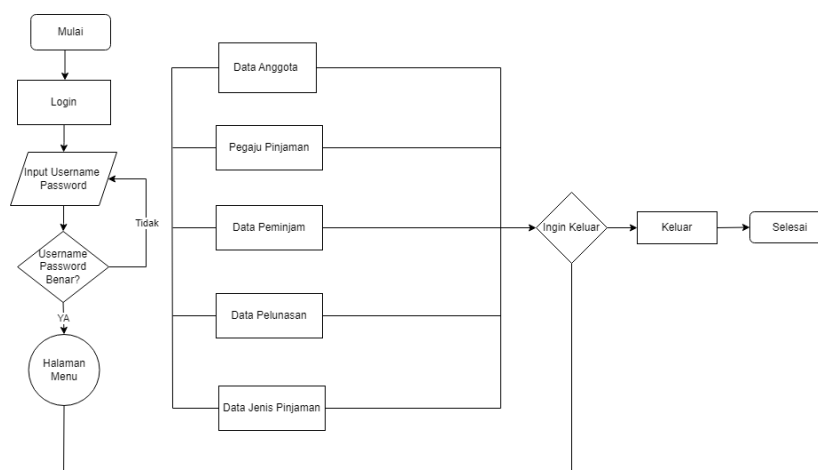 Mulai
Login
Input Username
Password
Tidak
Username
Password
Benar?
YA
Halaman
Menu
Data Anggota
Pegaju Pinjaman
Data Peminjam
Data Pelunasan
Data Jenis Pinjaman
Ingin Keluar
Keluar
Selesai